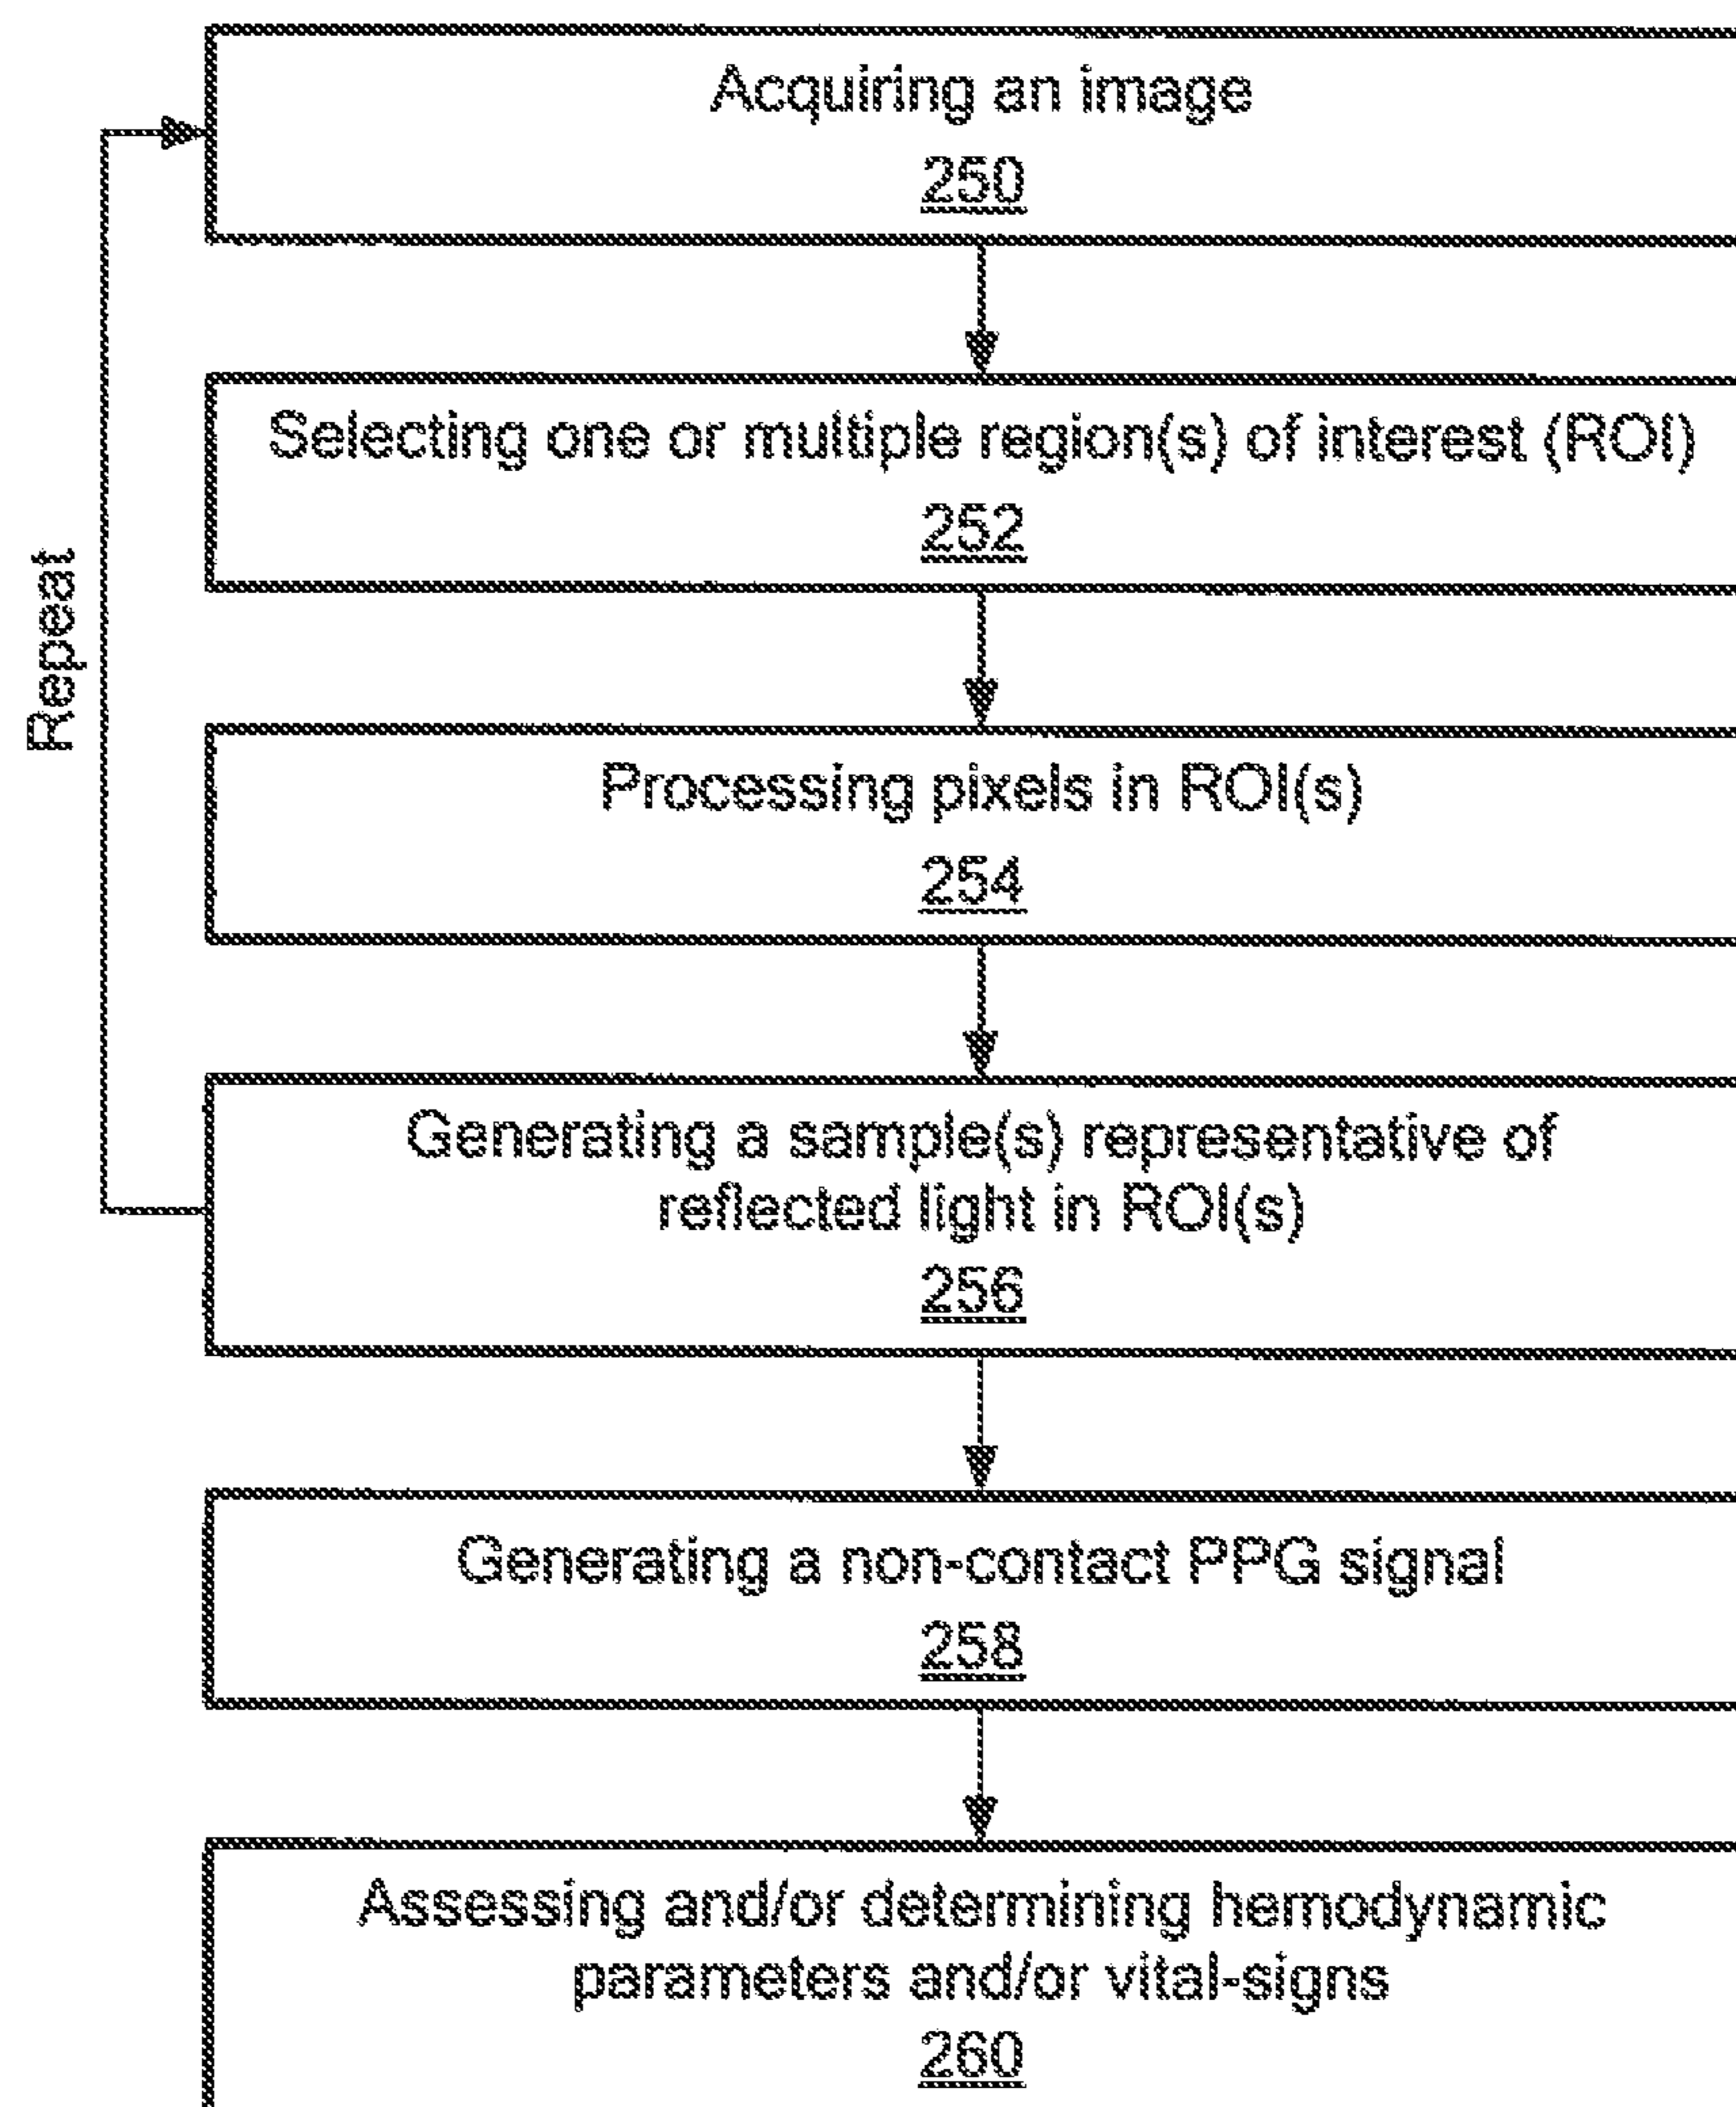 Acquiring an image
250
Selecting one or multiple region(s) of interest (ROI)
252
Repeat
Processing pixels in ROI(s)
254
Generating a sample(s) representative of
reflected light in ROI(s)
256
Generating a non-contact PPG signal
258
Assessing and/or determining hemodynamic
parameters and/or vital-signs
260